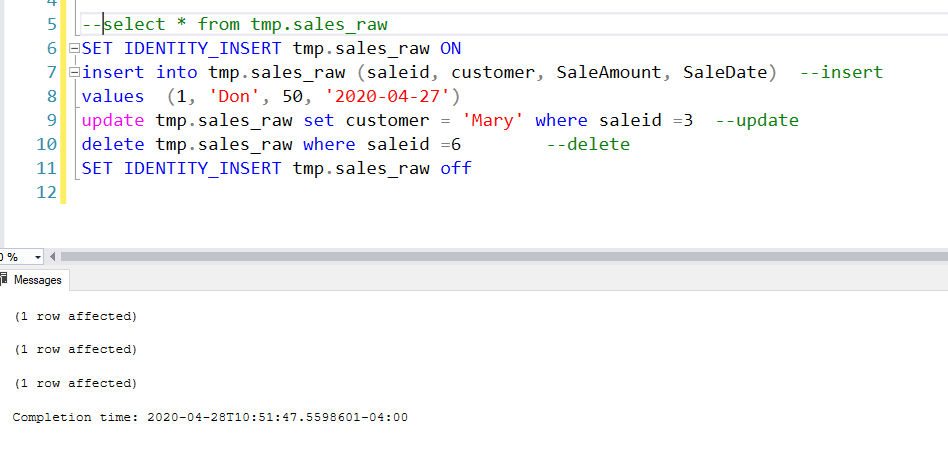 5 --select * from tmp.sales_raw
6 SET IDENTITY_INSERT tmp.sales_raw ON
7 insert into tmp.sales_raw (saleid, customer, SaleAmount, SaleDate) --insert
8 values (1, 'Don', 50, '2020-04-27')
9 update tmp.sales_raw set customer = 'Mary' where saleid =3 --update
10 delete tmp.sales_raw where saleid =6 --delete
11 SET IDENTITY_INSERT tmp.sales_raw off
12
%
Messages
(1 row affected)
(1 row affected)
(1 row affected)
Completion time: 2020-04-28T10:51:47.5598601-04:00